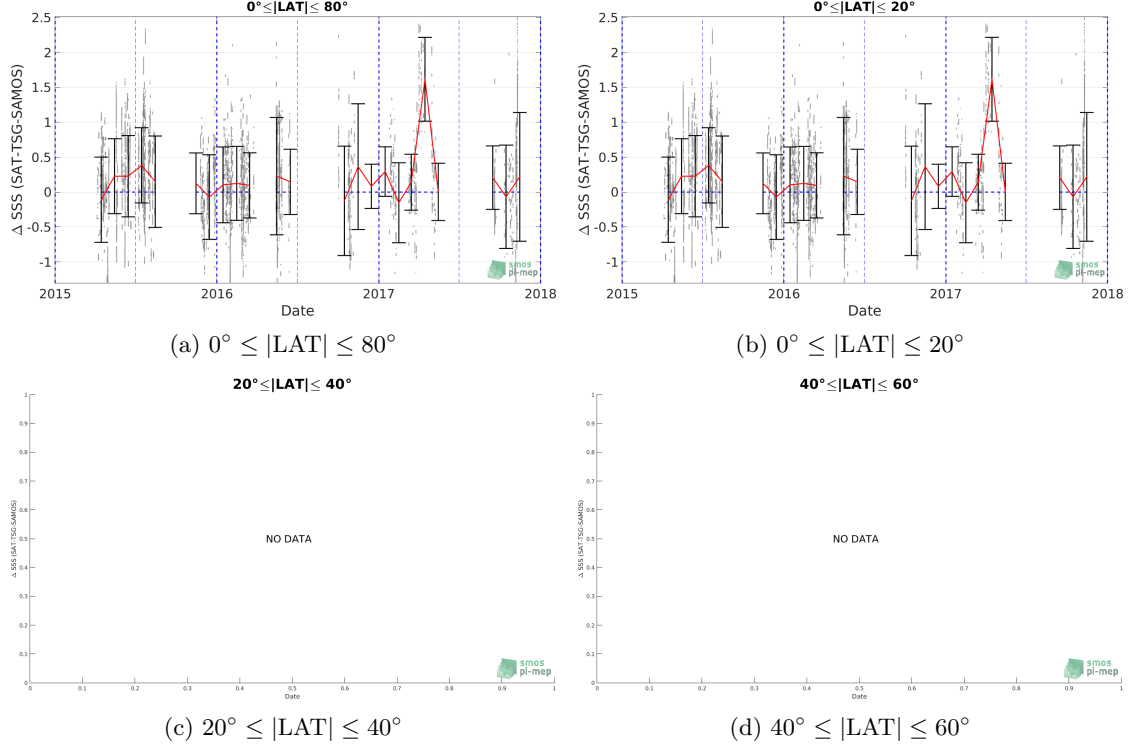 0°≤|LAT|≤ 80°
Δ SSS (SAT-TSG-SAMOS)
2.5
2
1.5
1
0.5
0
-0.5
-1
2015 2016 2017 2018
Date
smos
pi-mep
(a) 0° ≤ |LAT| ≤ 80°
0°≤|LAT|≤ 20°
Δ SSS (SAT-TSG-SAMOS)
2.5
2
1.5
1
0.5
0
-0.5
-1
2015 2016 2017 2018
Date
smos
pi-mep
(b) 0° ≤ |LAT| ≤ 20°
20°≤|LAT|≤ 40°
Δ SSS (SAT-TSG-SAMOS)
1
0.9
0.8
0.7
0.6
0.5
0.4
0.3
0.2
0.1
0
NO DATA
smos
pi-mep
0 0.1 0.2 0.3 0.4 0.5 0.6 0.7 0.8 0.9 1
Date
(c) 20° ≤ |LAT| ≤ 40°
40°≤|LAT|≤ 60°
Δ SSS (SAT-TSG-SAMOS)
1
0.9
0.8
0.7
0.6
0.5
0.4
0.3
0.2
0.1
0
NO DATA
smos
pi-mep
0 0.1 0.2 0.3 0.4 0.5 0.6 0.7 0.8 0.9 1
Date
(d) 40° ≤ |LAT| ≤ 60°